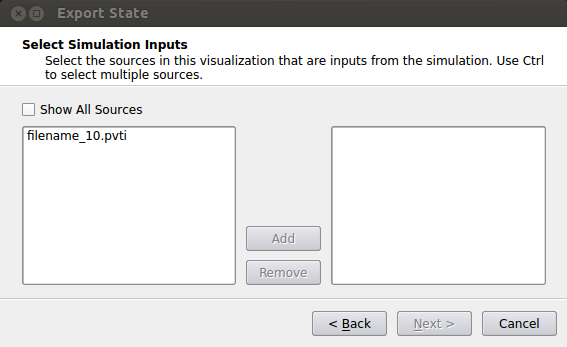 Export State
Select Simulation Inputs
Select the sources in this visualization that are inputs from the simulation. Use Ctrl
to select multiple sources.
Show All Sources
filename_10.pvti
Add
Remove
< Back
Next >
Cancel